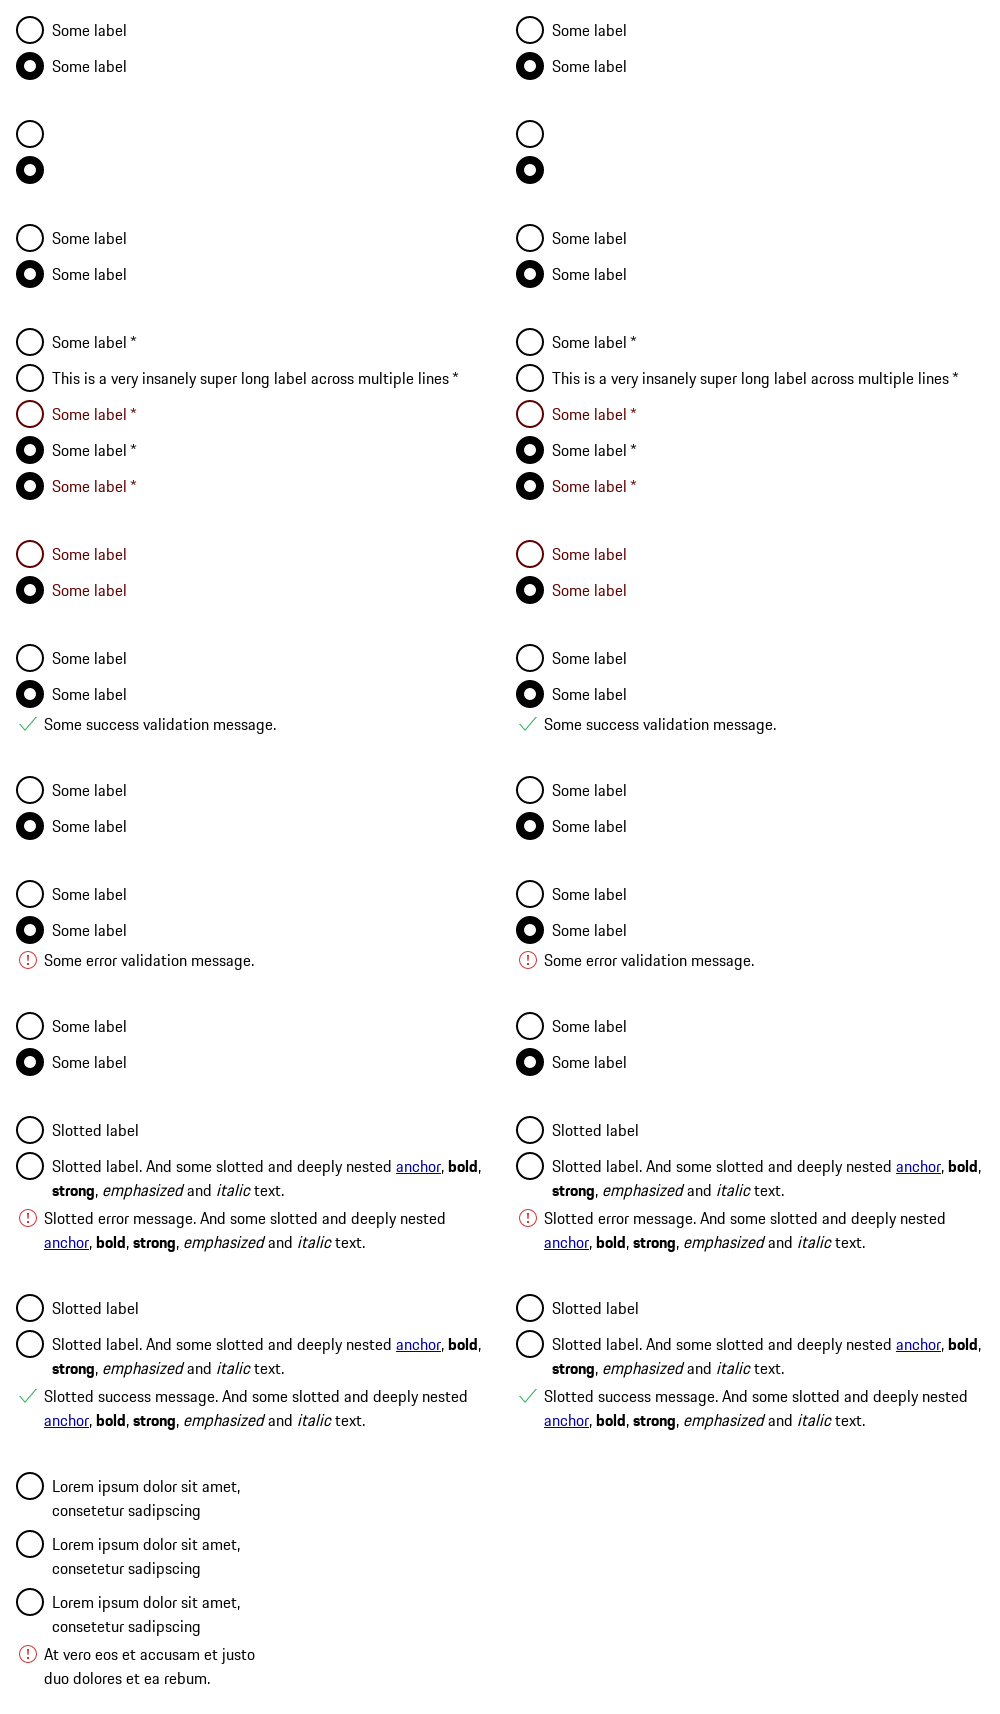 Some label
Some label
Some label
Some label
Some label *
This is a very insanely super long label across multiple lines *
Some label *
Some label *
Some label *
Some label
Some label
Some label
Some label
Some success validation message.
Some label
Some label
Some label
Some label
Some error validation message.
Some label
Some label
Slotted label
Slotted label. And some slotted and deeply nested anchor, bold,
strong, emphasized and italic text.
Slotted error message. And some slotted and deeply nested
anchor, bold, strong, emphasized and italic text.
Slotted label
Slotted label. And some slotted and deeply nested anchor, bold,
strong, emphasized and italic text.
Slotted success message. And some slotted and deeply nested
anchor, bold, strong, emphasized and italic text.
Lorem ipsum dolor sit amet,
consetetur sadipscing
Lorem ipsum dolor sit amet,
consetetur sadipscing
Lorem ipsum dolor sit amet,
consetetur sadipscing
At vero eos et accusam et justo
duo dolores et ea rebum.
Some label
Some label
Some label
Some label
Some label *
This is a very insanely super long label across multiple lines *
Some label *
Some label *
Some label *
Some label
Some label
Some label
Some label
Some success validation message.
Some label
Some label
Some label
Some label
Some error validation message.
Some label
Some label
Slotted label
Slotted label. And some slotted and deeply nested anchor, bold,
strong, emphasized and italic text.
Slotted error message. And some slotted and deeply nested
anchor, bold, strong, emphasized and italic text.
Slotted label
Slotted label. And some slotted and deeply nested anchor, bold,
strong, emphasized and italic text.
Slotted success message. And some slotted and deeply nested
anchor, bold, strong, emphasized and italic text.